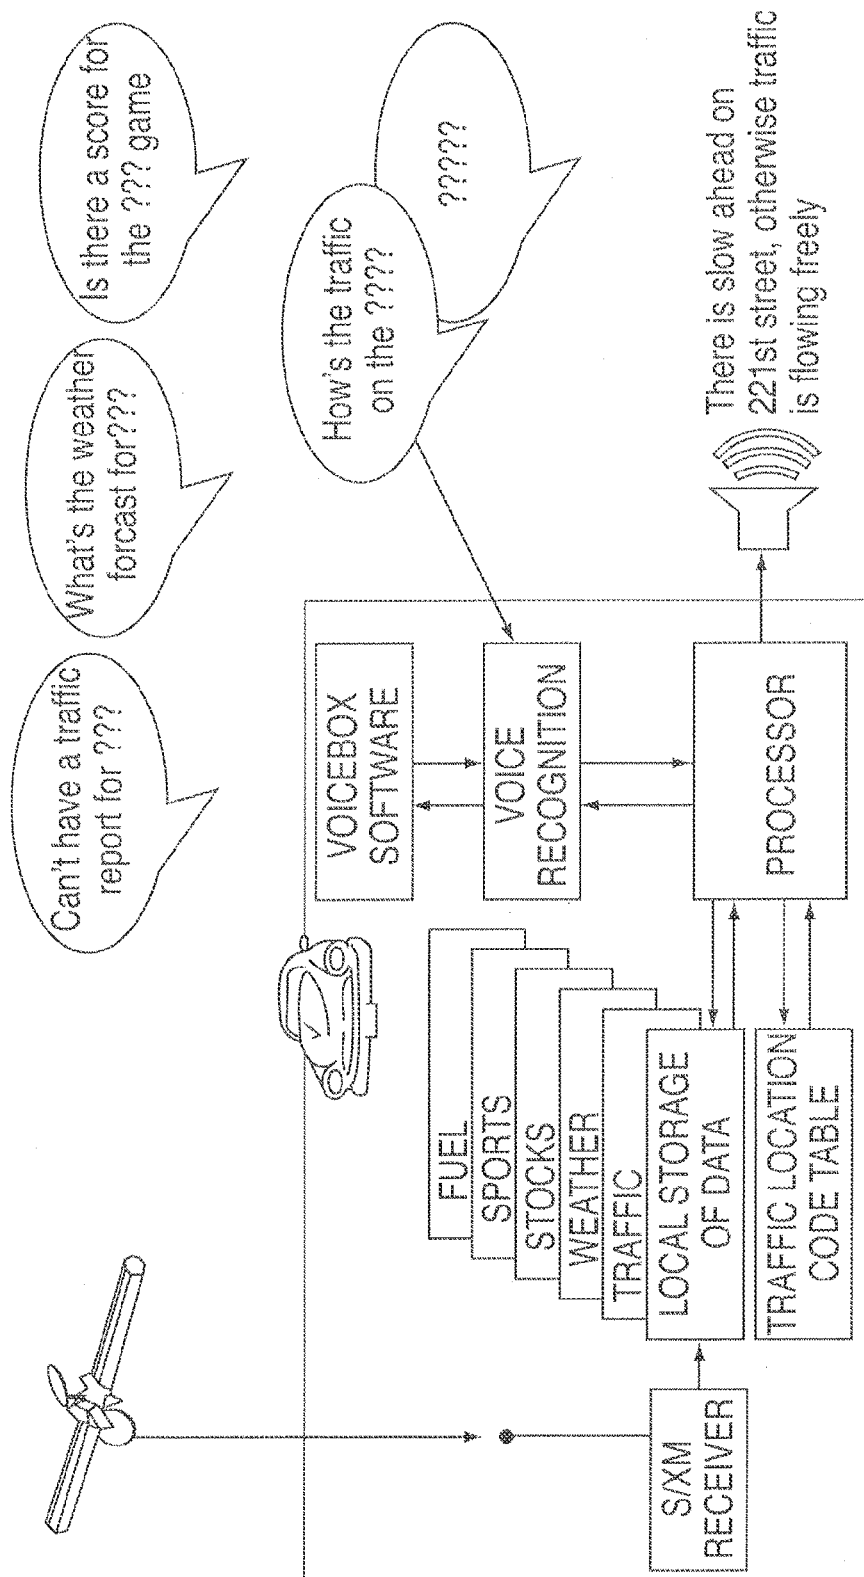 Can't have a traffic
report for ???
What's the weather
forcast for???
Is there a score for
the ??? game
How's the traffic
on the ????
?????
VOICEBOX
SOFTWARE
VOICE
RECOGNITION
PROCESSOR
There is slow ahead on
221st street, otherwise traffic
is flowing freely
FUEL
SPORTS
STOCKS
WEATHER
TRAFFIC
LOCAL STORAGE
OF DATA
TRAFFIC LOCATION
CODE TABLE
S/XM
RECEIVER